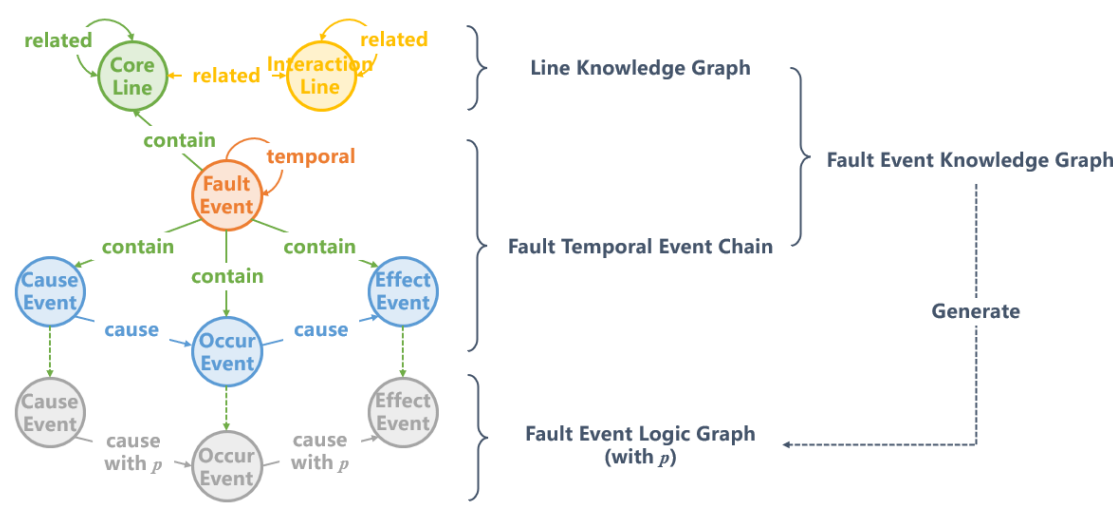 related
related
Core
Line
related
Interaction
Line
Line Knowledge Graph
contain
temporal
Fault
Event
Fault Event Knowledge Graph
contain
contain
contain
Fault Temporal Event Chain
Cause
Event
Effect
Event
cause
Occur
Event
cause
Generate
Cause
Event
Effect
Event
cause
with p
Occur
Event
cause
with p
Fault Event Logic Graph
(with p)